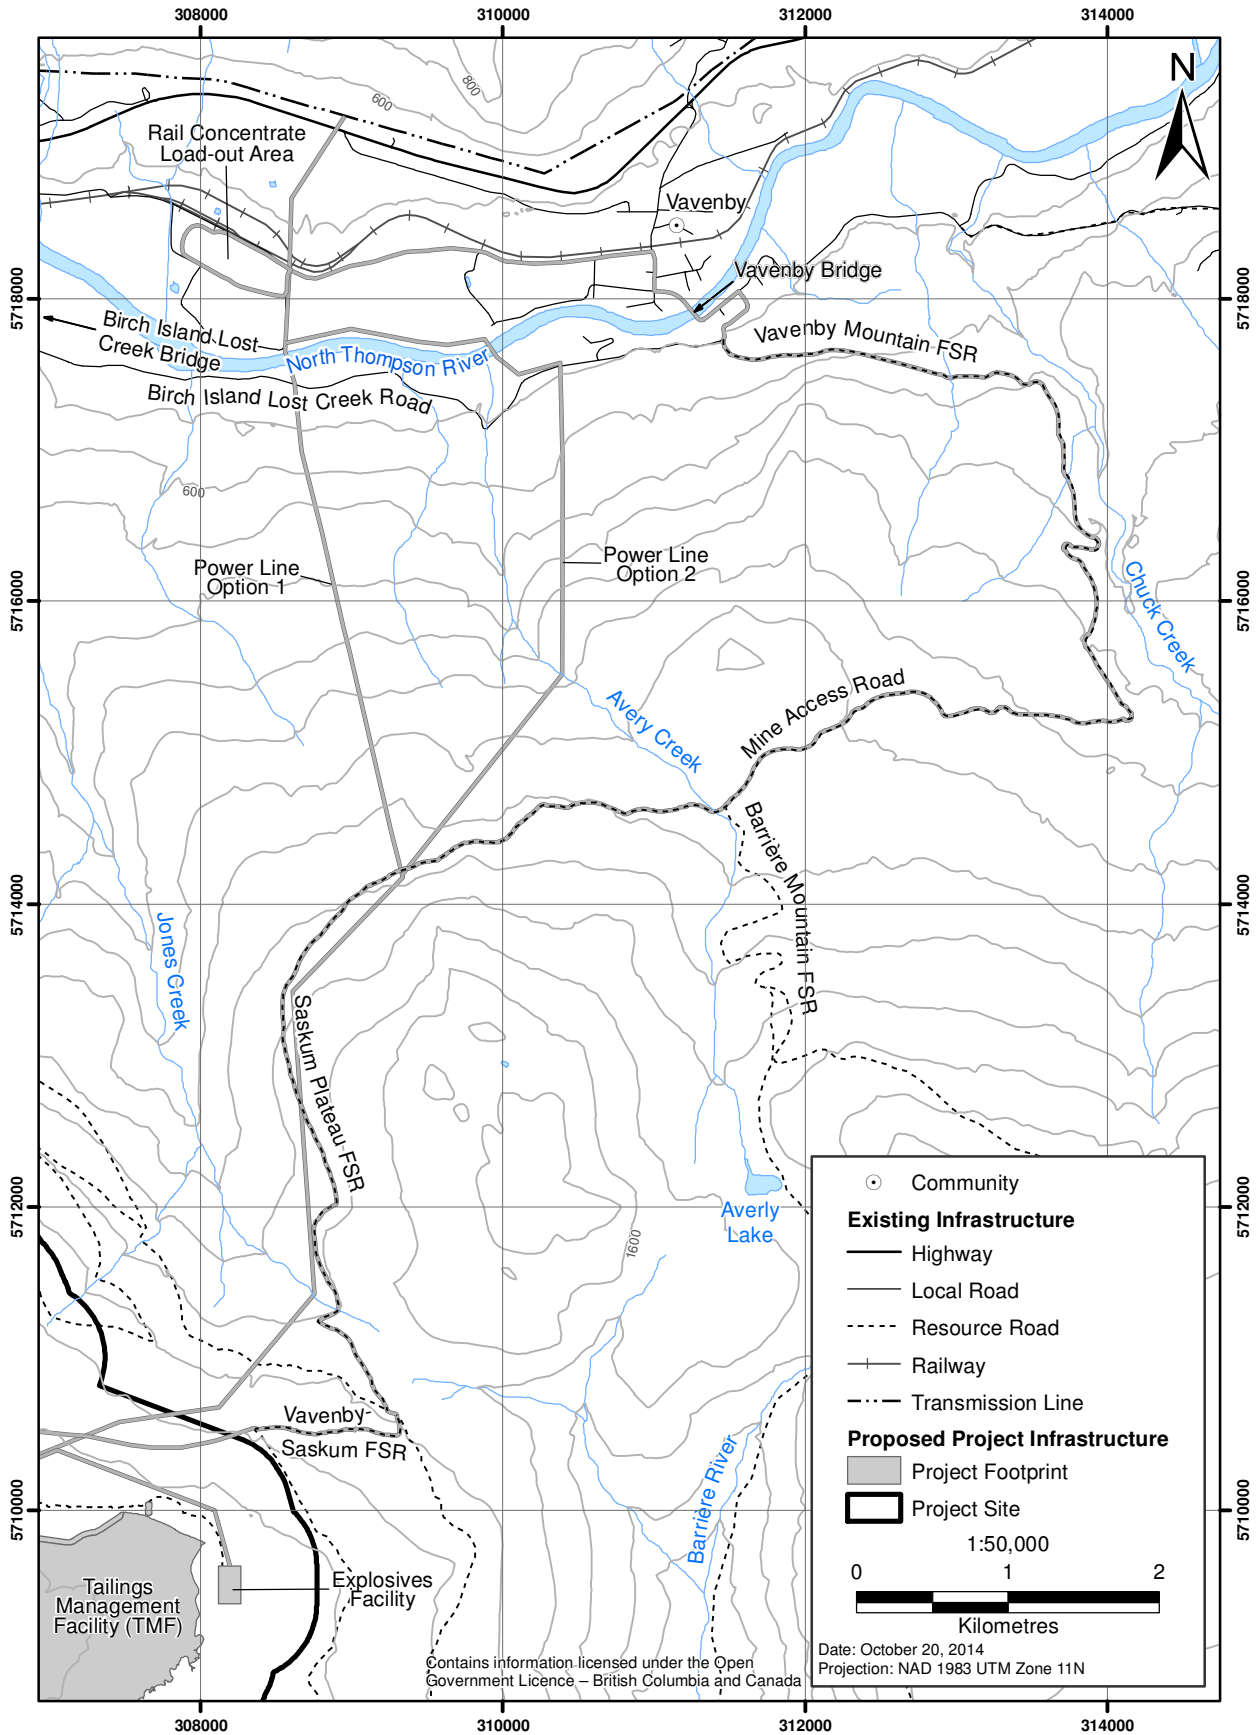 308000
310000
312000
314000
800
600
N
Rail Concentrate
Load-out Area
Vavenby
Vavenby Bridge
5718000
5718000
Birch Island Lost
Creek Bridge
North Thompson River
Vavenby Mountain FSR
Birch Island Lost Creek Road
600
Power Line
Option 1
Power Line
Option 2
5716000
5716000
Chuck Creek
Avery Creek
Mine Access Road
Barrière Mountain FSR
5714000
5714000
Jones Creek
Saskum Plateau FSR
5712000
5712000
Averly
Lake
1600
Vavenby-
Saskum FSR
Barrière River
5710000
5710000
Tailings
Management
Facility (TMF)
Explosives
Facility
Community
Existing Infrastructure
Highway
Local Road
Resource Road
Railway
Transmission Line
Proposed Project Infrastructure
Project Footprint
Project Site
1:50,000
0 1 2
Kilometres
Date: October 20, 2014
Projection: NAD 1983 UTM Zone 11N
Contains information licensed under the Open
Government Licence – British Columbia and Canada
308000
310000
312000
314000